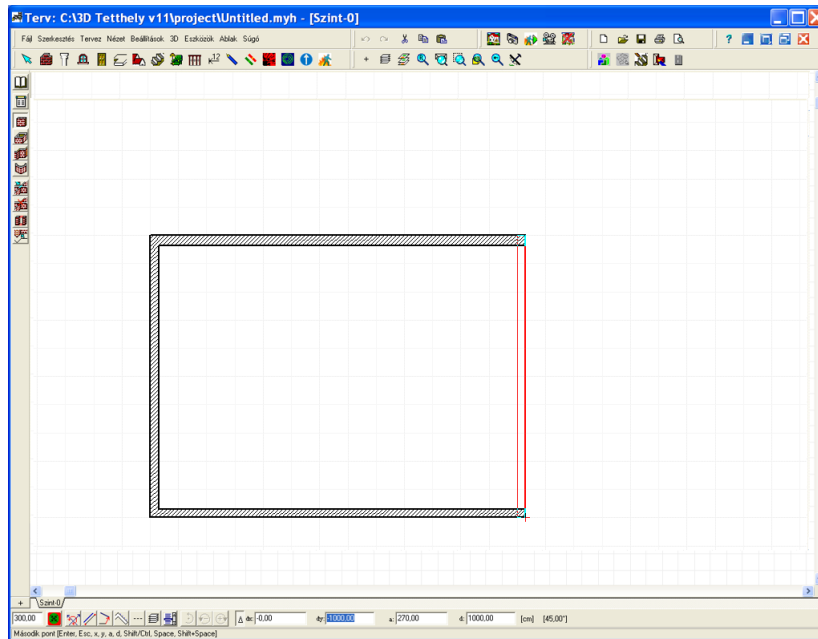 Terv: C:\3D Tetthely v11\project\Untitled.myh - [Szint-0]
Fájl Szerkesztés Tervez Nézet Beállítások 3D Eszközök Ablak Súgó
K12
Szint-0
300,00 Δ dx: -0,00 dy: -1000,00 a: 270,00 d: 1000,00 [cm] [45,00°]
Második pont [Enter, Esc, x, y, a, d, Shift/Ctrl, Space, Shift+Space]